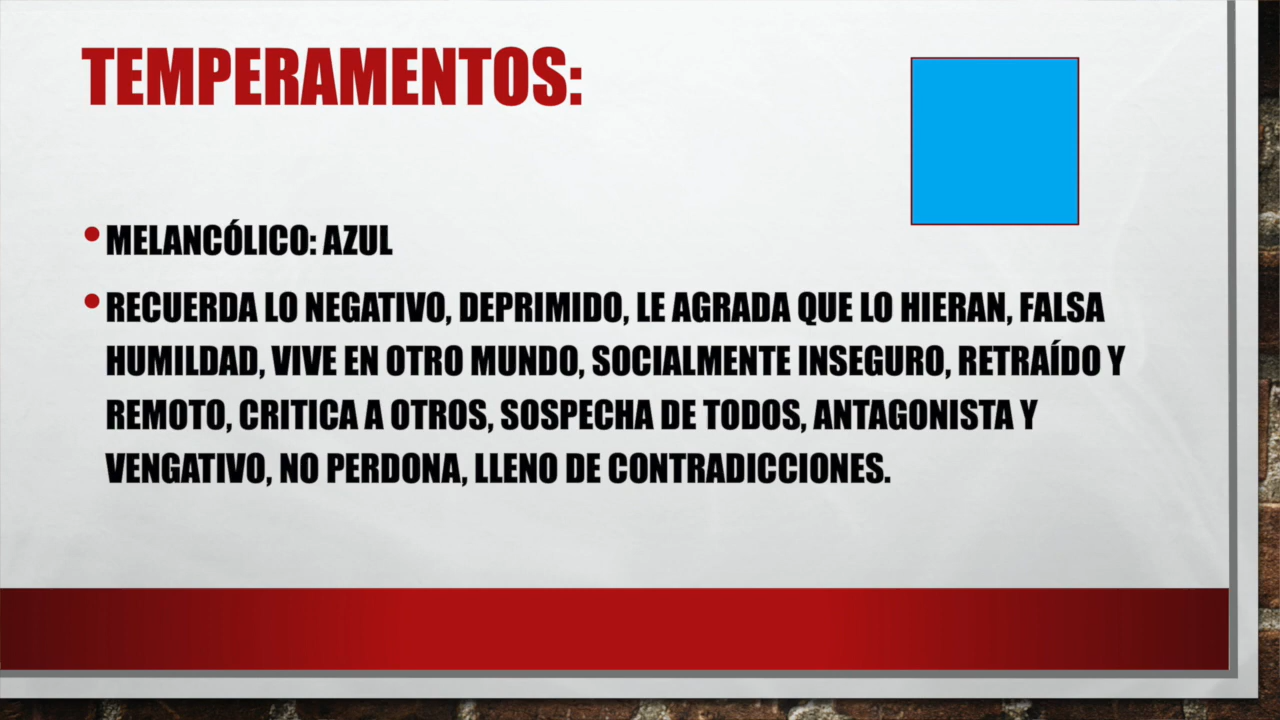 TEMPERAMENTOS:
•MELANCÓLICO: AZUL
•RECUERDA LO NEGATIVO, DEPRIMIDO, LE AGRADA QUE LO HIERAN, FALSA
HUMILDAD, VIVE EN OTRO MUNDO, SOCIALMENTE INSEGURO, RETRAÍDO Y
REMOTO, CRITICA A OTROS, SOSPECHA DE TODOS, ANTAGONISTA Y
VENGATIVO, NO PERDONA, LLENO DE CONTRADICCIONES.